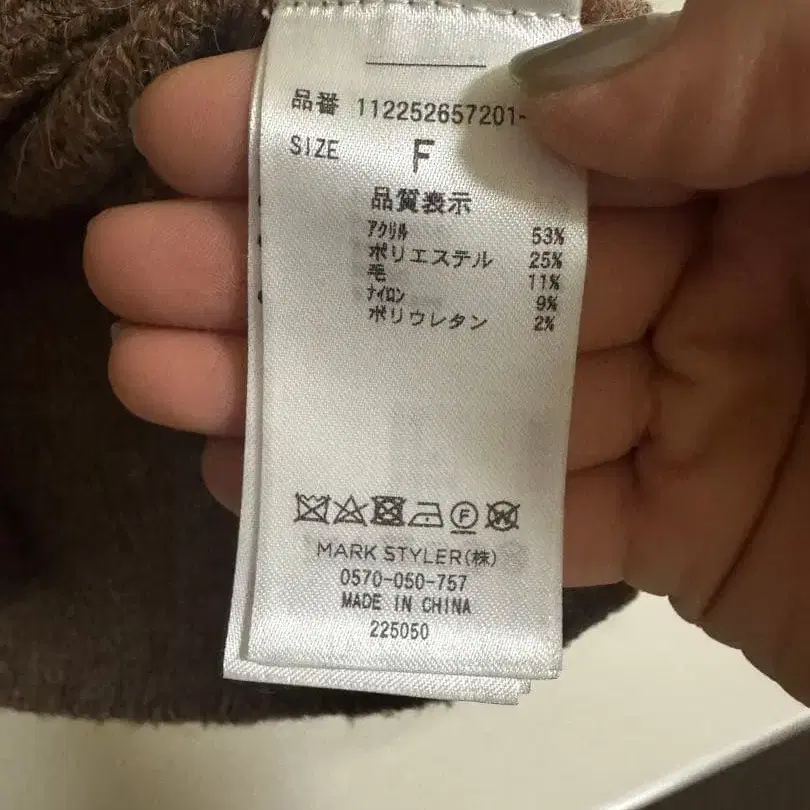 品番 112252657201-
SIZE F
品質表示
アクリル 53%
ポリエステル 25%
毛 11%
ナイロン 9%
ポリウレタン 2%
F
W
MARK STYLER(株)
0570-050-757
MADE IN CHINA
225050